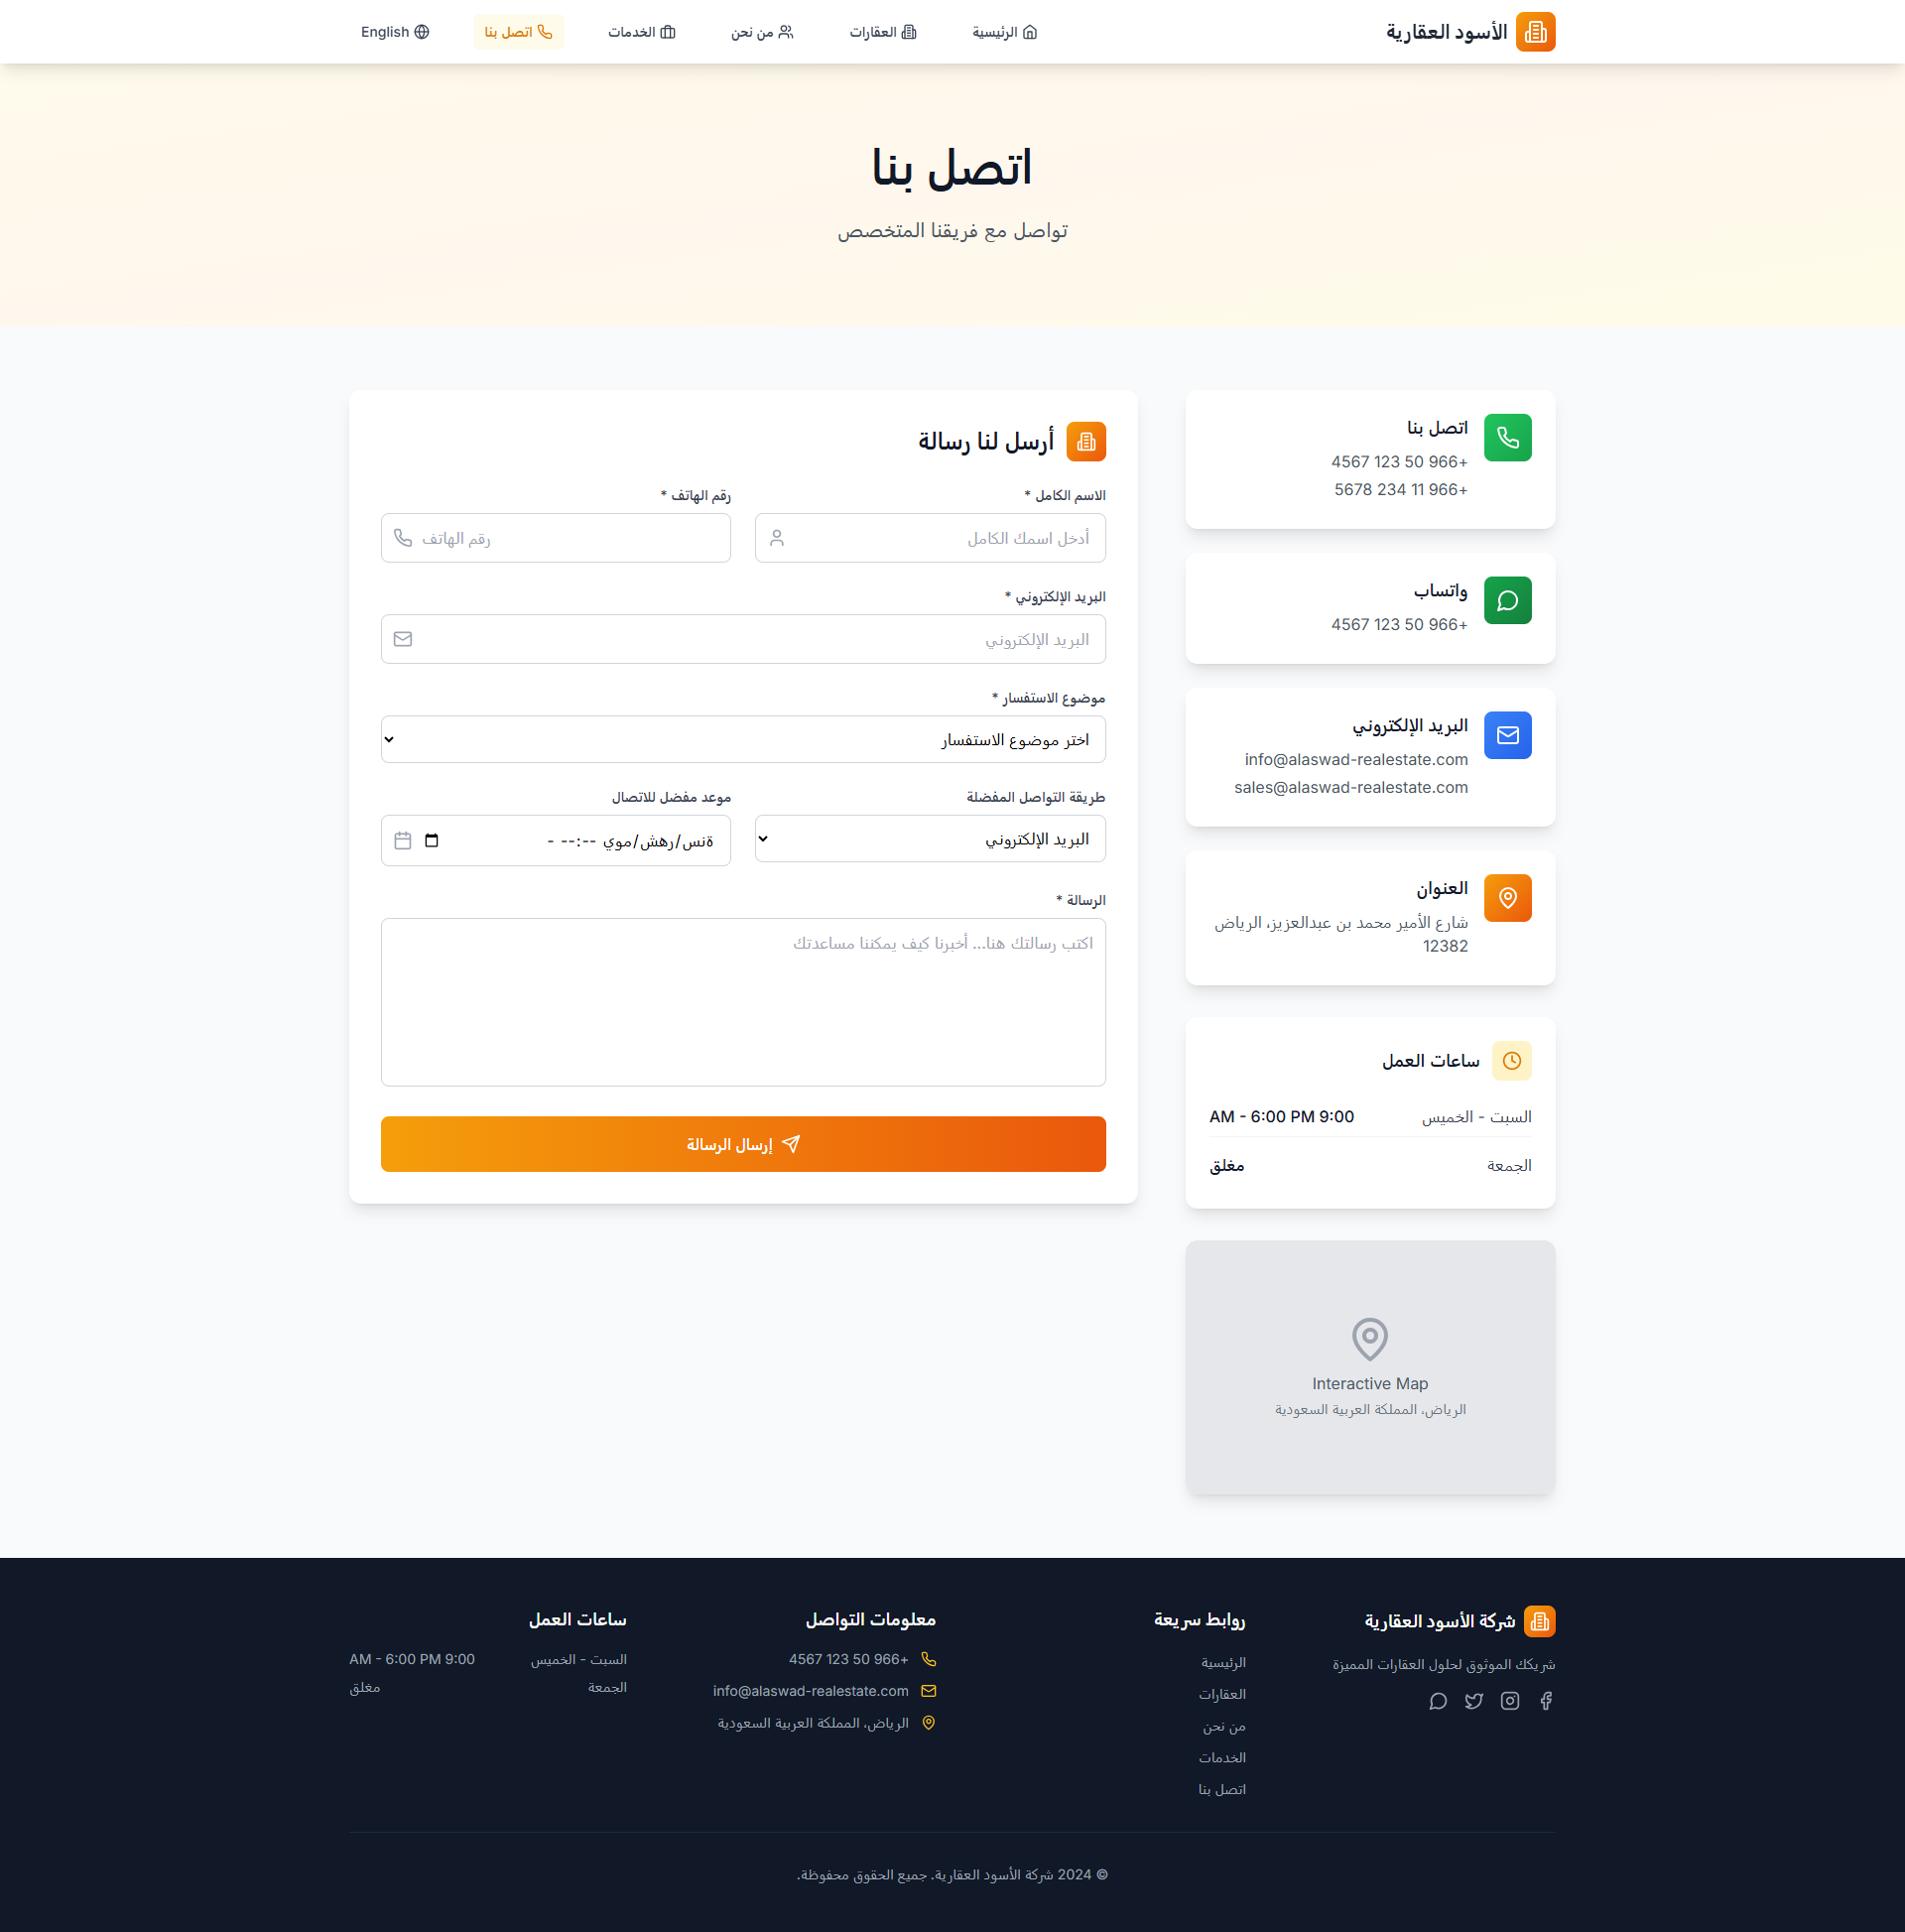 الأسود العقارية
الرئيسية
العقارات
من نحن
الخدمات
اتصل بنا
English
اتصل بنا
تواصل مع فريقنا المتخصص
اتصل بنا
4567 123 50 966+
5678 234 11 966+
واتساب
4567 123 50 966+
البريد الإلكتروني
info@alaswad-realestate.com
sales@alaswad-realestate.com
العنوان
شارع الأمير محمد بن عبدالعزيز، الرياض
12382
ساعات العمل
السبت - الخميس
AM - 6:00 PM 9:00
الجمعة
مغلق
Interactive Map
الرياض، المملكة العربية السعودية
أرسل لنا رسالة
الاسم الكامل *
أدخل اسمك الكامل
رقم الهاتف *
رقم الهاتف
البريد الإلكتروني *
البريد الإلكتروني
موضوع الاستفسار *
اختر موضوع الاستفسار
طريقة التواصل المفضلة
البريد الإلكتروني
موعد مفضل للاتصال
ةنس/رهش/موي --:-- -
الرسالة *
اكتب رسالتك هنا... أخبرنا كيف يمكننا مساعدتك
إرسال الرسالة
شركة الأسود العقارية
شريكك الموثوق لحلول العقارات المميزة
روابط سريعة
الرئيسية
العقارات
من نحن
الخدمات
اتصل بنا
معلومات التواصل
4567 123 50 966+
info@alaswad-realestate.com
الرياض، المملكة العربية السعودية
ساعات العمل
السبت - الخميس
AM - 6:00 PM 9:00
الجمعة
مغلق
© 2024 شركة الأسود العقارية. جميع الحقوق محفوظة.